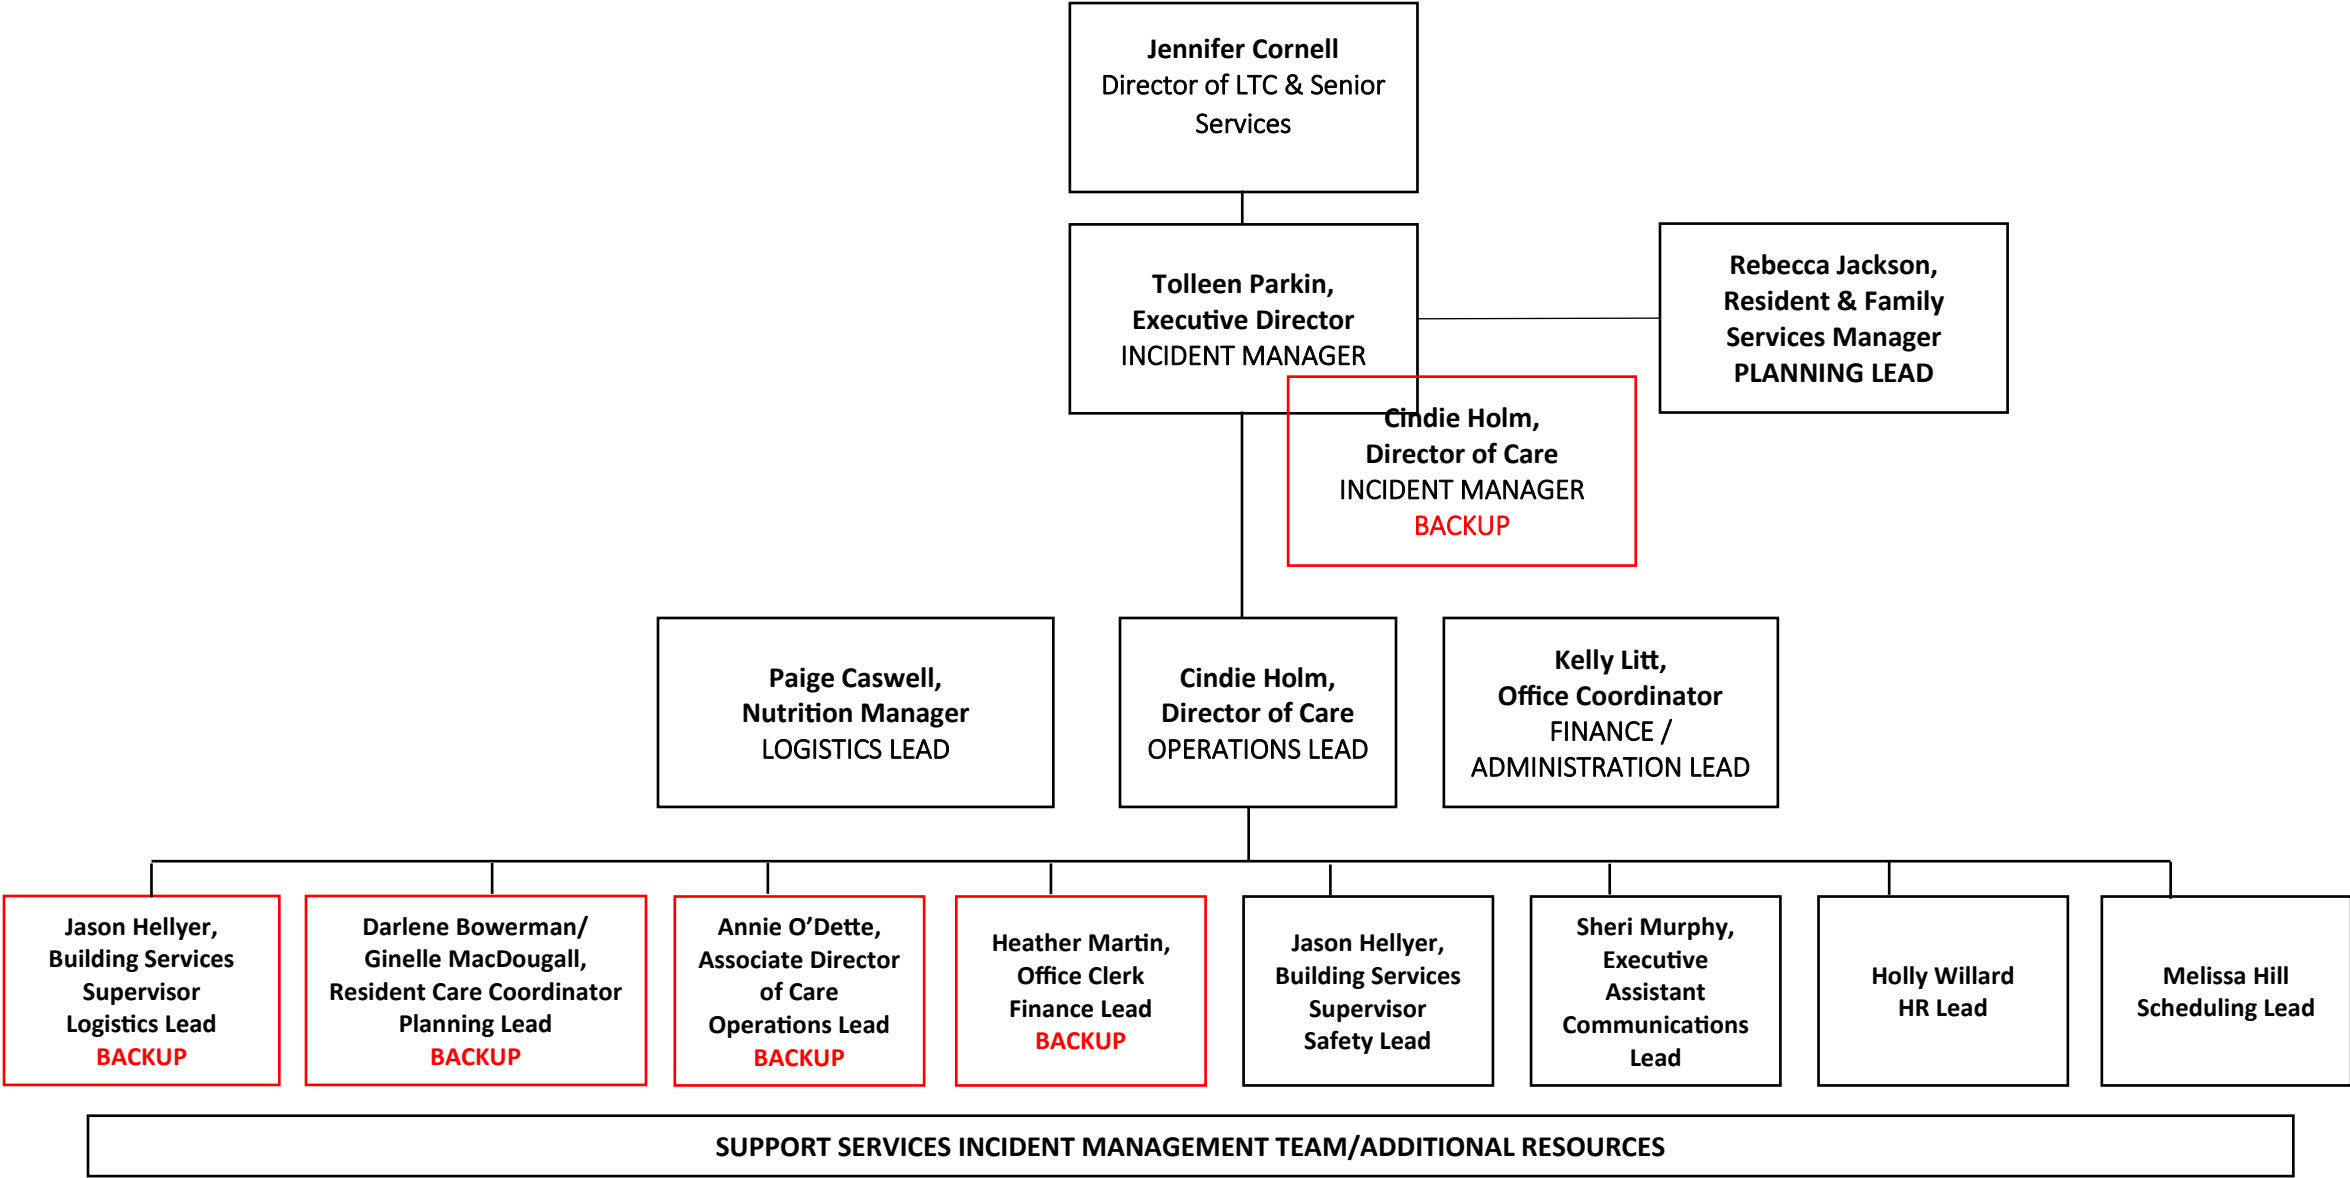 Jennifer Cornell
Director of LTC & Senior
Services
Tolleen Parkin,
Executive Director
INCIDENT MANAGER
Rebecca Jackson,
Resident & Family
Services Manager
PLANNING LEAD
Cindie Holm,
Director of Care
INCIDENT MANAGER
BACKUP
Paige Caswell,
Nutrition Manager
LOGISTICS LEAD
Cindie Holm,
Director of Care
OPERATIONS LEAD
Kelly Litt,
Office Coordinator
FINANCE /
ADMINISTRATION LEAD
Jason Hellyer,
Building Services
Supervisor
Logistics Lead
BACKUP
Darlene Bowerman/
Ginelle MacDougall,
Resident Care Coordinator
Planning Lead
BACKUP
Annie O’Dette,
Associate Director
of Care
Operations Lead
BACKUP
Heather Martin,
Office Clerk
Finance Lead
BACKUP
Jason Hellyer,
Building Services
Supervisor
Safety Lead
Sheri Murphy,
Executive
Assistant
Communications
Lead
Holly Willard
HR Lead
Melissa Hill
Scheduling Lead
SUPPORT SERVICES INCIDENT MANAGEMENT TEAM/ADDITIONAL RESOURCES